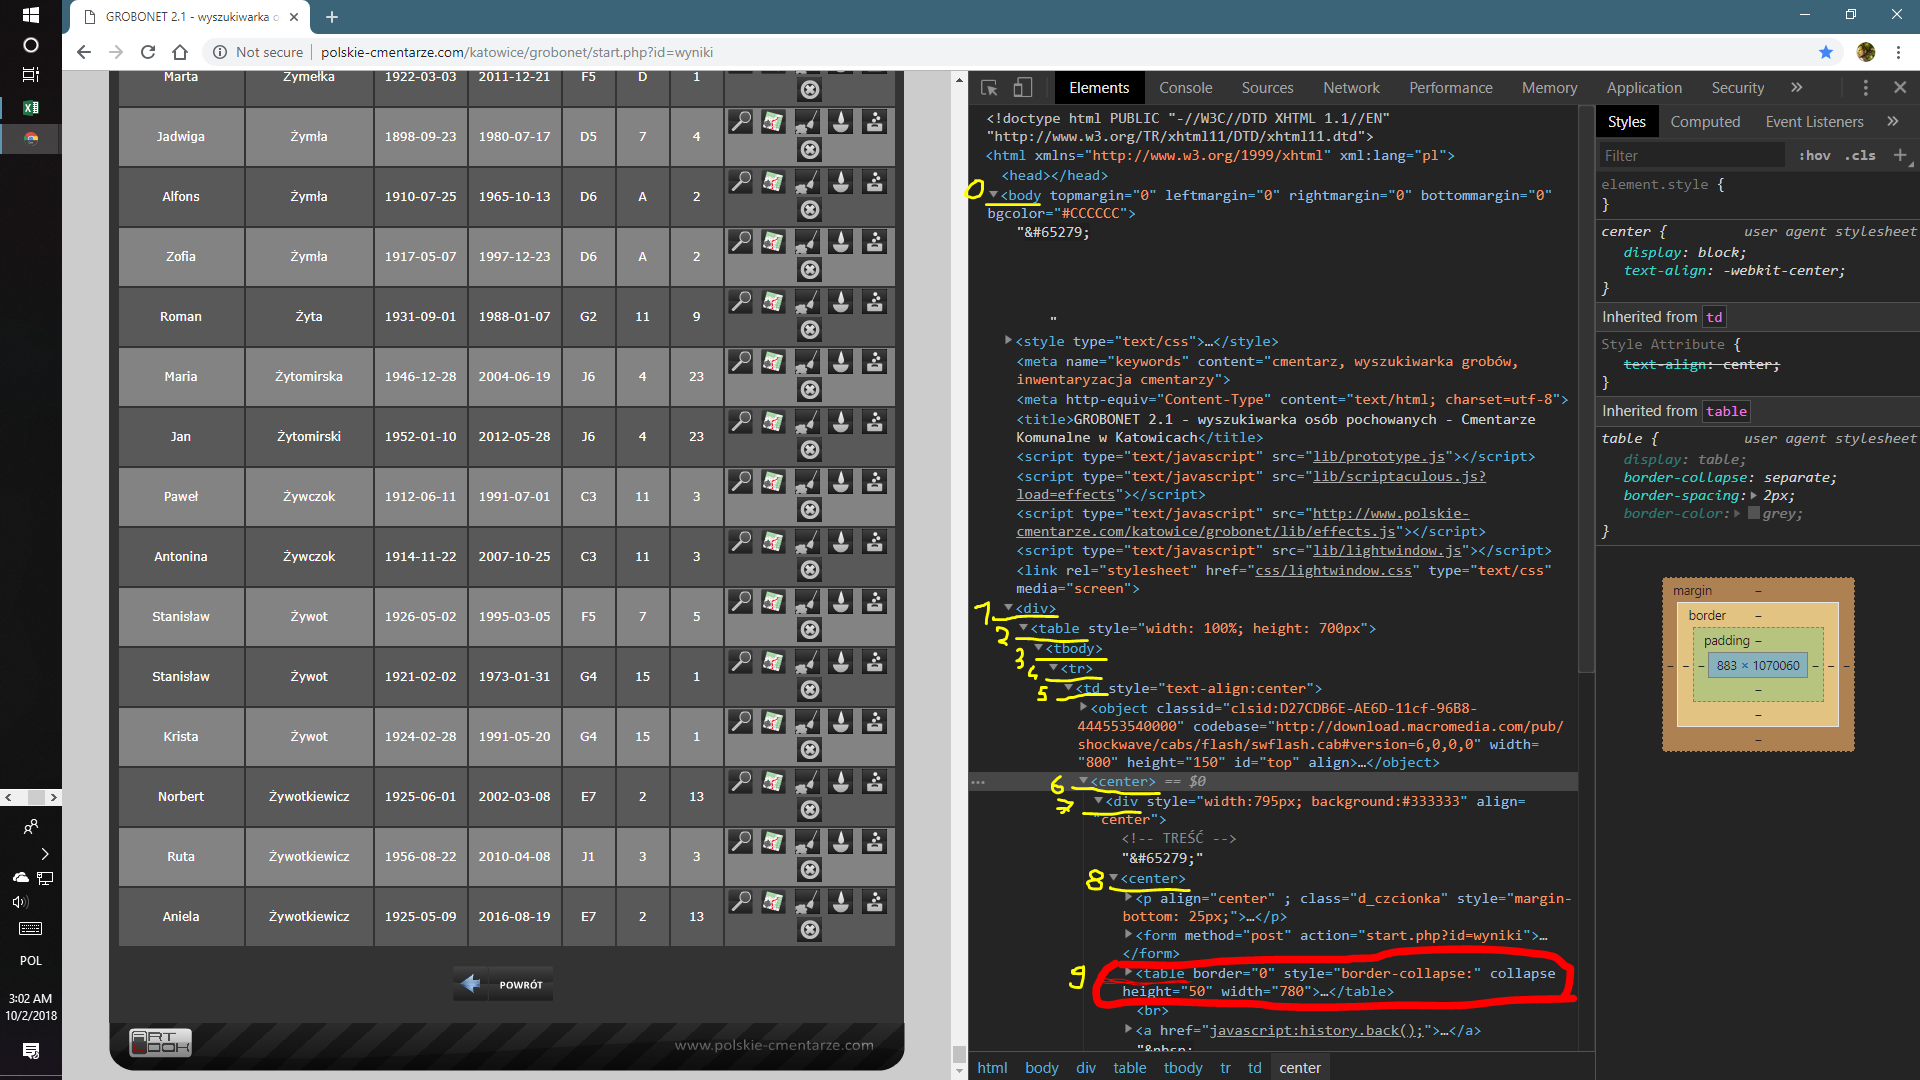 GROBONET 2.1 - wyszukiwarka o
Not secure
polskie-cmentarze.com/katowice/grobonet/start.php?id=wyniki
Marta Żymełka 1922-03-03 2011-12-21 F5 D 1
Jadwiga Żymła 1898-09-23 1980-07-17 D5 7 4
Alfons Żymła 1910-07-25 1965-10-13 D6 A 2
Zofia Żymła 1917-05-07 1997-12-23 D6 A 2
Roman Żyta 1931-09-01 1988-01-07 G2 11 9
Maria Żytomirska 1946-12-28 2004-06-19 J6 4 23
Jan Żytomirski 1952-01-10 2012-05-28 J6 4 23
Paweł Żywczok 1912-06-11 1991-07-01 C3 11 3
Antonina Żywczok 1914-11-22 2007-10-25 C3 11 3
Stanisław Żywot 1926-05-02 1995-03-05 F5 7 5
Stanisław Żywot 1921-02-02 1973-01-31 G4 15 1
Krista Żywot 1924-02-28 1991-05-20 G4 15 1
Norbert Żywotkiewicz 1925-06-01 2002-03-08 E7 2 13
Ruta Żywotkiewicz 1956-08-22 2010-04-08 J1 3 3
Aniela Żywotkiewicz 1925-05-09 2016-08-19 E7 2 13
POWRÓT
ART LOOK
www.polskie-cmentarze.com
POL
3:02 AM
10/2/2018
Elements Console Sources Network Performance Memory Application Security »
<!doctype html PUBLIC "-//W3C//DTD XHTML 1.1//EN"
"http://www.w3.org/TR/xhtml11/DTD/xhtml11.dtd">
<html xmlns="http://www.w3.org/1999/xhtml" xml:lang="pl">
<head></head>
0 <body topmargin="0" leftmargin="0" rightmargin="0" bottommargin="0"
bgcolor="#CCCCCC">
"&#65279;
"
<style type="text/css">…</style>
<meta name="keywords" content="cmentarz, wyszukiwarka grobów,
inwentaryzacja cmentarzy">
<meta http-equiv="Content-Type" content="text/html; charset=utf-8">
<title>GROBONET 2.1 - wyszukiwarka osób pochowanych - Cmentarze
Komunalne w Katowicach</title>
<script type="text/javascript" src="lib/prototype.js"></script>
<script type="text/javascript" src="lib/scriptaculous.js?
load=effects"></script>
<script type="text/javascript" src="http://www.polskie-
cmentarze.com/katowice/grobonet/lib/effects.js"></script>
<script type="text/javascript" src="lib/lightwindow.js"></script>
<link rel="stylesheet" href="css/lightwindow.css" type="text/css"
media="screen">
1 <div>
2 <table style="width: 100%; height: 700px">
3 <tbody>
4 <tr>
5 <td style="text-align:center">
<object classid="clsid:D27CDB6E-AE6D-11cf-96B8-
444553540000" codebase="http://download.macromedia.com/pub/
shockwave/cabs/flash/swflash.cab#version=6,0,0,0" width=
"800" height="150" id="top" align>…</object>
… 6 <center> == $0
7 <div style="width:795px; background:#333333" align=
"center">
<!-- TREŚĆ -->
"&#65279;"
8 <center>
<p align="center" ; class="d_czcionka" style="margin-
bottom: 25px;">…</p>
<form method="post" action="start.php?id=wyniki">…
</form>
9 <table border="0" style="border-collapse:" collapse
height="50" width="780">…</table>
<br>
<a href="javascript:history.back();">…</a>
"&nbsp;
html body div table tbody tr td center
Styles Computed Event Listeners »
Filter :hov .cls +
element.style {
}
center { user agent stylesheet
display: block;
text-align: -webkit-center;
}
Inherited from td
Style Attribute {
text-align: center;
}
Inherited from table
table { user agent stylesheet
display: table;
border-collapse: separate;
border-spacing: 2px;
border-color: grey;
}
margin –
border –
padding –
– – – 883 × 1070060 – – –
–
–
–